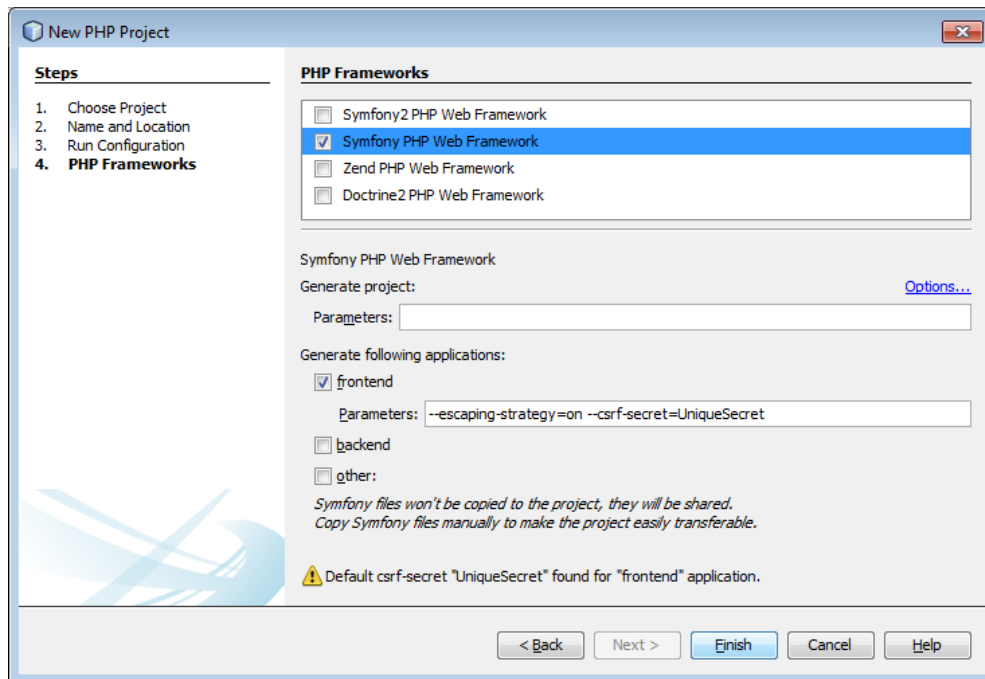 New PHP Project
Steps
1. Choose Project
2. Name and Location
3. Run Configuration
4. PHP Frameworks
PHP Frameworks
Symfony2 PHP Web Framework
Symfony PHP Web Framework
Zend PHP Web Framework
Doctrine2 PHP Web Framework
Symfony PHP Web Framework
Generate project:
Options...
Parameters:
Generate following applications:
frontend
Parameters: --escaping-strategy=on --csrf-secret=UniqueSecret
backend
other:
Symfony files won't be copied to the project, they will be shared.
Copy Symfony files manually to make the project easily transferable.
Default csrf-secret "UniqueSecret" found for "frontend" application.
< Back Next > Finish Cancel Help